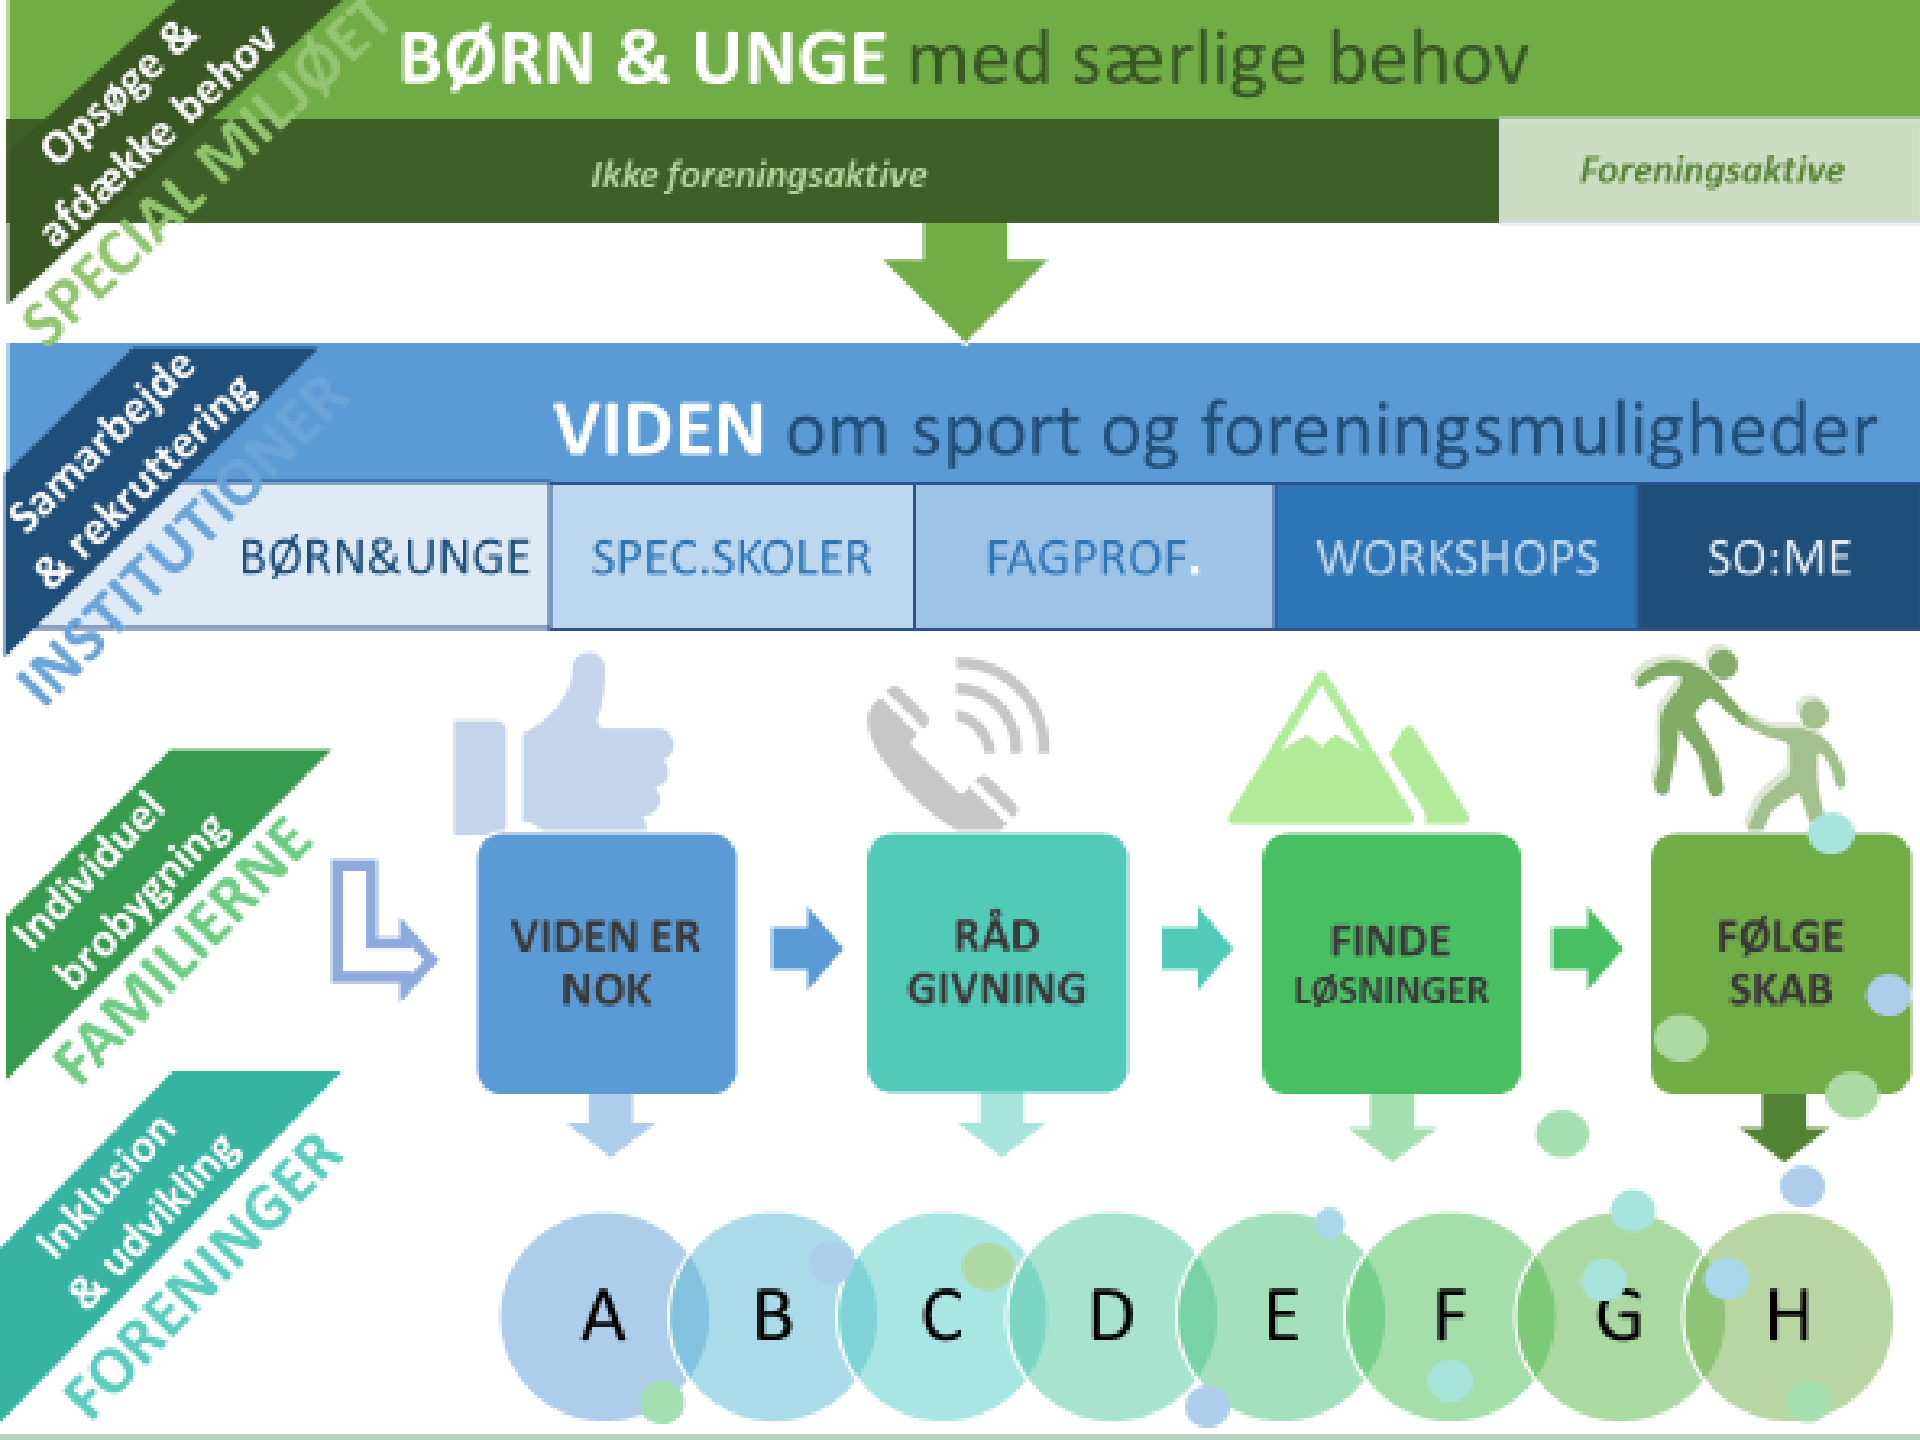 Opsøge &
afdække behov
SPECIAL MILJØET
BØRN & UNGE med særlige behov
Ikke foreningsaktive
Foreningsaktive
Samarbejde
& rekruttering
INSTITUTIONER
VIDEN om sport og foreningsmuligheder
BØRN&UNGE
SPEC.SKOLER
FAGPROF.
WORKSHOPS
SO:ME
Individuel
brobygning
FAMILIERNE
VIDEN ER
NOK
RÅD
GIVNING
FINDE
LØSNINGER
FØLGE
SKAB
Inklusion
& udvikling
FORENINGER
A B C D E F G H